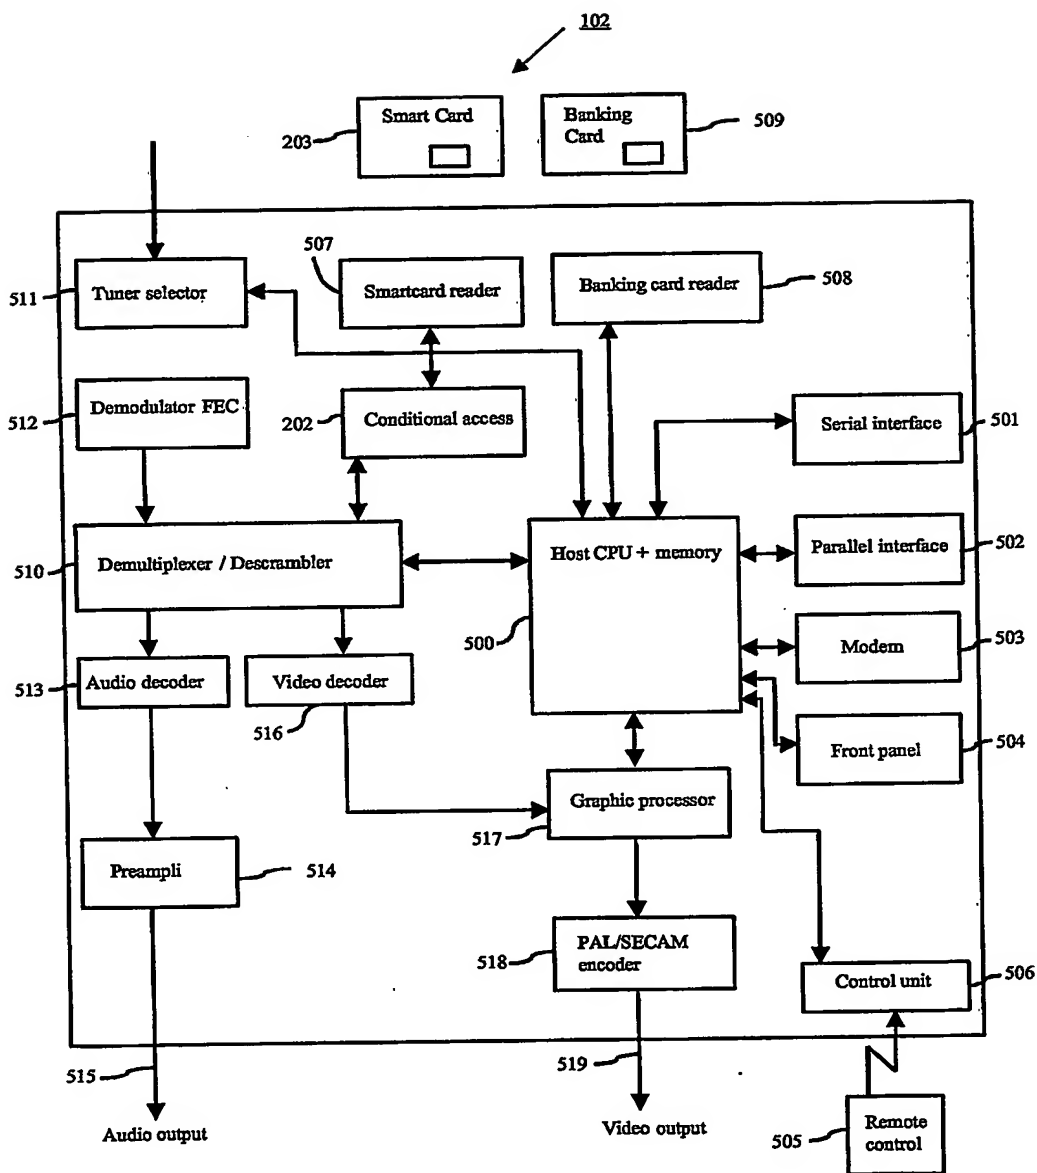 102
Smart Card
Banking
Card
203
509
507
511
Tuner selector
Smartcard reader
Banking card reader
508
512
Demodulator FEC
202
Conditional access
Serial interface
501
510
Demultiplexer / Descrambler
Host CPU + memory
500
Parallel interface
502
Modem
503
513
Audio decoder
Video decoder
516
Front panel
504
Graphic processor
517
Preampli
514
518
PAL/SECAM
encoder
Control unit
506
515
519
Audio output
Video output
505
Remote
control